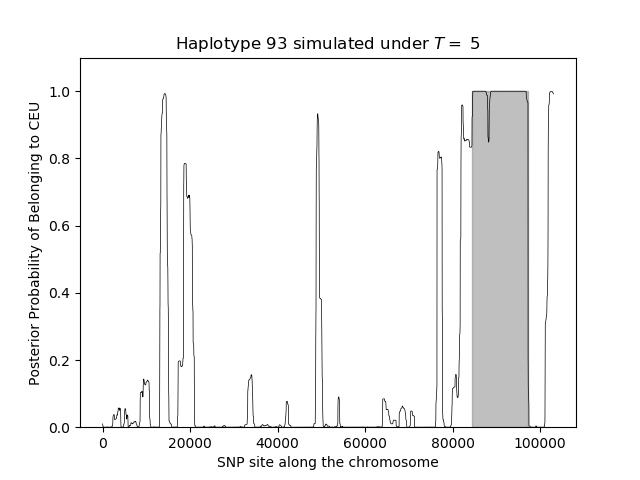 Haplotype 93 simulated under T = 5
Posterior Probability of Belonging to CEU
1.0
0.8
0.6
0.4
0.2
0.0
0 20000 40000 60000 80000 100000
SNP site along the chromosome